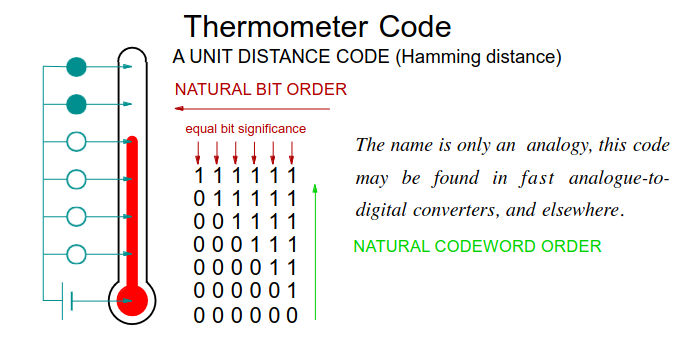 Thermometer Code
A UNIT DISTANCE CODE (Hamming distance)
NATURAL BIT ORDER
equal bit significance
1 1 1 1 1 1
0 1 1 1 1 1
0 0 1 1 1 1
0 0 0 1 1 1
0 0 0 0 1 1
0 0 0 0 0 1
0 0 0 0 0 0
The name is only an analogy, this code
may be found in fast analogue-to-
digital converters, and elsewhere.
NATURAL CODEWORD ORDER